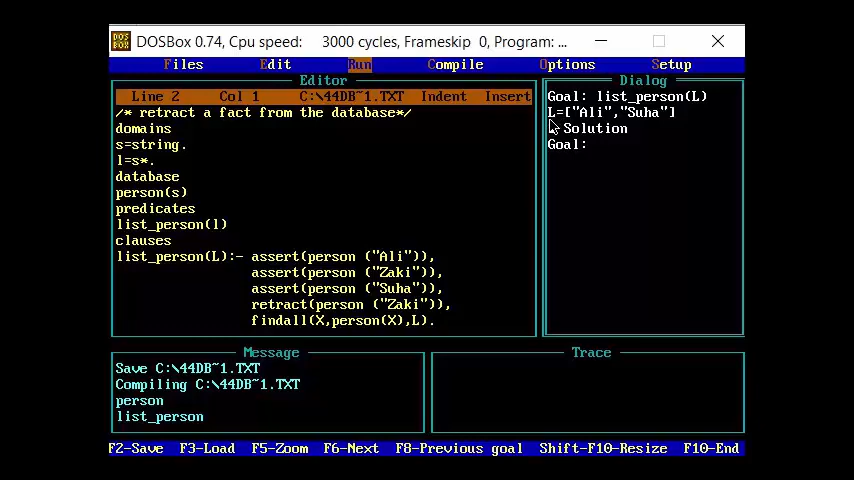 DOS BOX DOSBox 0.74, Cpu speed: 3000 cycles, Frameskip 0, Program: ...
Files Edit Run Compile Options Setup
Editor
Line 2 Col 1 C:\44DB~1.TXT Indent Insert
/* retract a fact from the database*/
domains
s=string.
l=s*.
database
person(s)
predicates
list_person(l)
clauses
list_person(L):- assert(person ("Ali")),
assert(person ("Zaki")),
assert(person ("Suha")),
retract(person ("Zaki")),
findall(X,person(X),L).
Dialog
Goal: list_person(L)
L=["Ali","Suha"]
Solution
Goal:
Message
Save C:\44DB~1.TXT
Compiling C:\44DB~1.TXT
person
list_person
Trace
F2-Save F3-Load F5-Zoom F6-Next F8-Previous goal Shift-F10-Resize F10-End